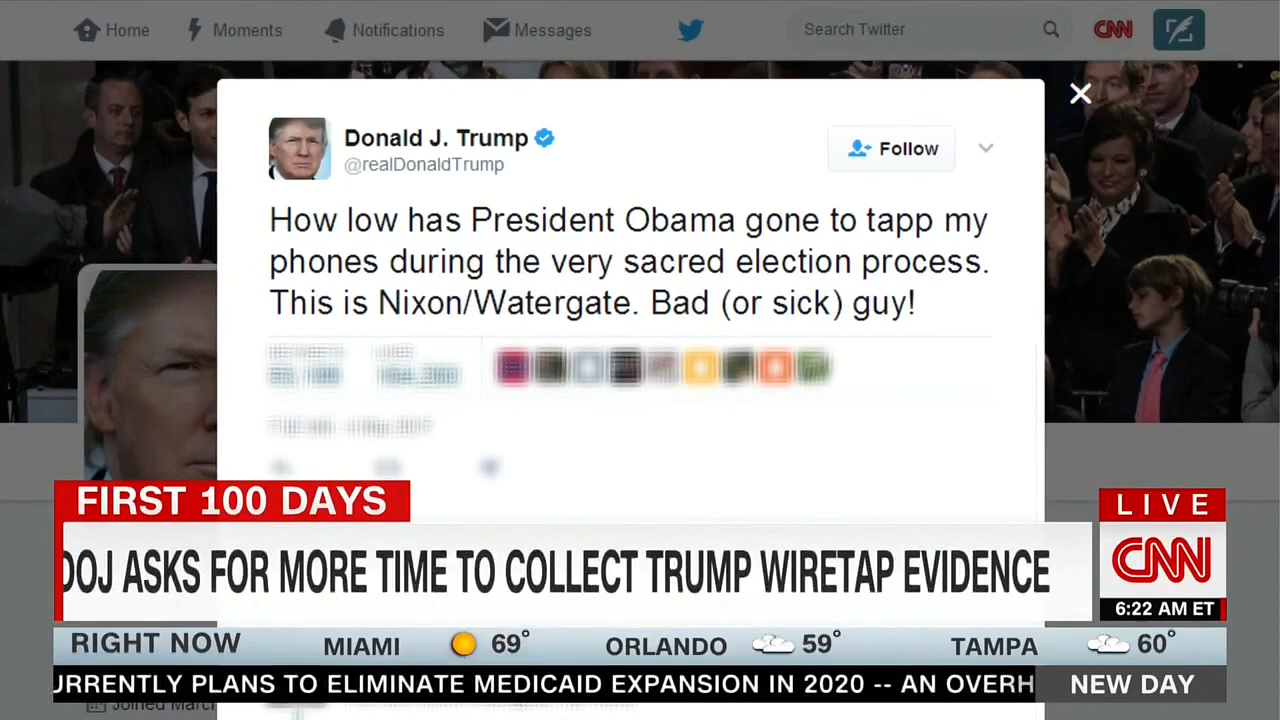 Home
Moments
Notifications
Messages
Search Twitter
CNN
Donald J. Trump
@realDonaldTrump
Follow
How low has President Obama gone to tapp my
phones during the very sacred election process.
This is Nixon/Watergate. Bad (or sick) guy!
FIRST 100 DAYS
DOJ ASKS FOR MORE TIME TO COLLECT TRUMP WIRETAP EVIDENCE
LIVE
CNN
6:22 AM ET
RIGHT NOW MIAMI 69° ORLANDO 59° TAMPA 60°
PLANS TO ELIMINATE MEDICAID EXPANSION IN 2020 -- AN
NEW DAY
Joined